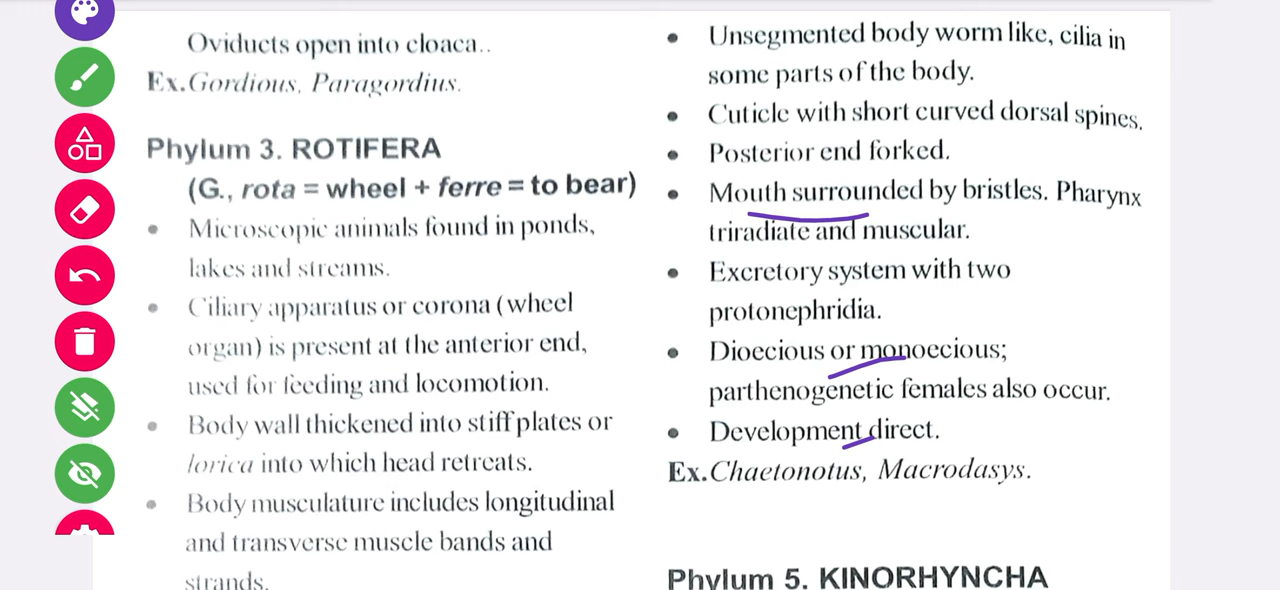 Oviducts open into cloaca..
Ex.Gordious, Paragordius.
Phylum 3. ROTIFERA
(G., rota = wheel + ferre = to bear)
• Microscopic animals found in ponds,
lakes and streams.
• Ciliary apparatus or corona (wheel
organ) is present at the anterior end,
used for feeding and locomotion.
• Body wall thickened into stiff plates or
lorica into which head retreats.
• Body musculature includes longitudinal
and transverse muscle bands and
strands.
• Unsegmented body worm like, cilia in
some parts of the body.
• Cuticle with short curved dorsal spines.
• Posterior end forked.
• Mouth surrounded by bristles. Pharynx
triradiate and muscular.
• Excretory system with two
protonephridia.
• Dioecious or monoecious;
parthenogenetic females also occur.
• Development direct.
Ex.Chaetonotus, Macrodasys.
Phylum 5. KINORHYNCHA